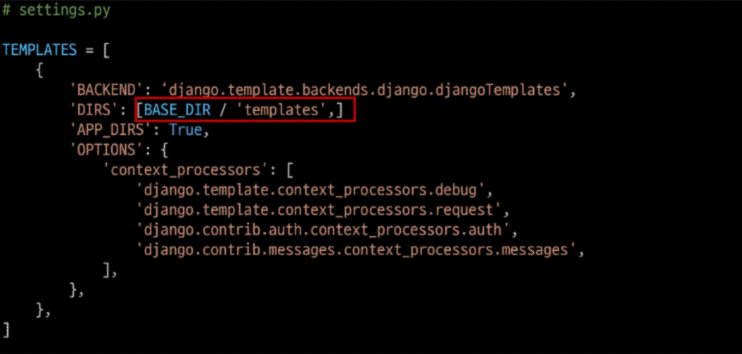 # settings.py
TEMPLATES = [
    {
        'BACKEND': 'django.template.backends.django.djangoTemplates',
        'DIRS': [BASE_DIR / 'templates',]
        'APP_DIRS': True,
        'OPTIONS': {
            'context_processors': [
                'django.template.context_processors.debug',
                'django.template.context_processors.request',
                'django.contrib.auth.context_processors.auth',
                'django.contrib.messages.context_processors.messages',
            ],
        },
    },
]